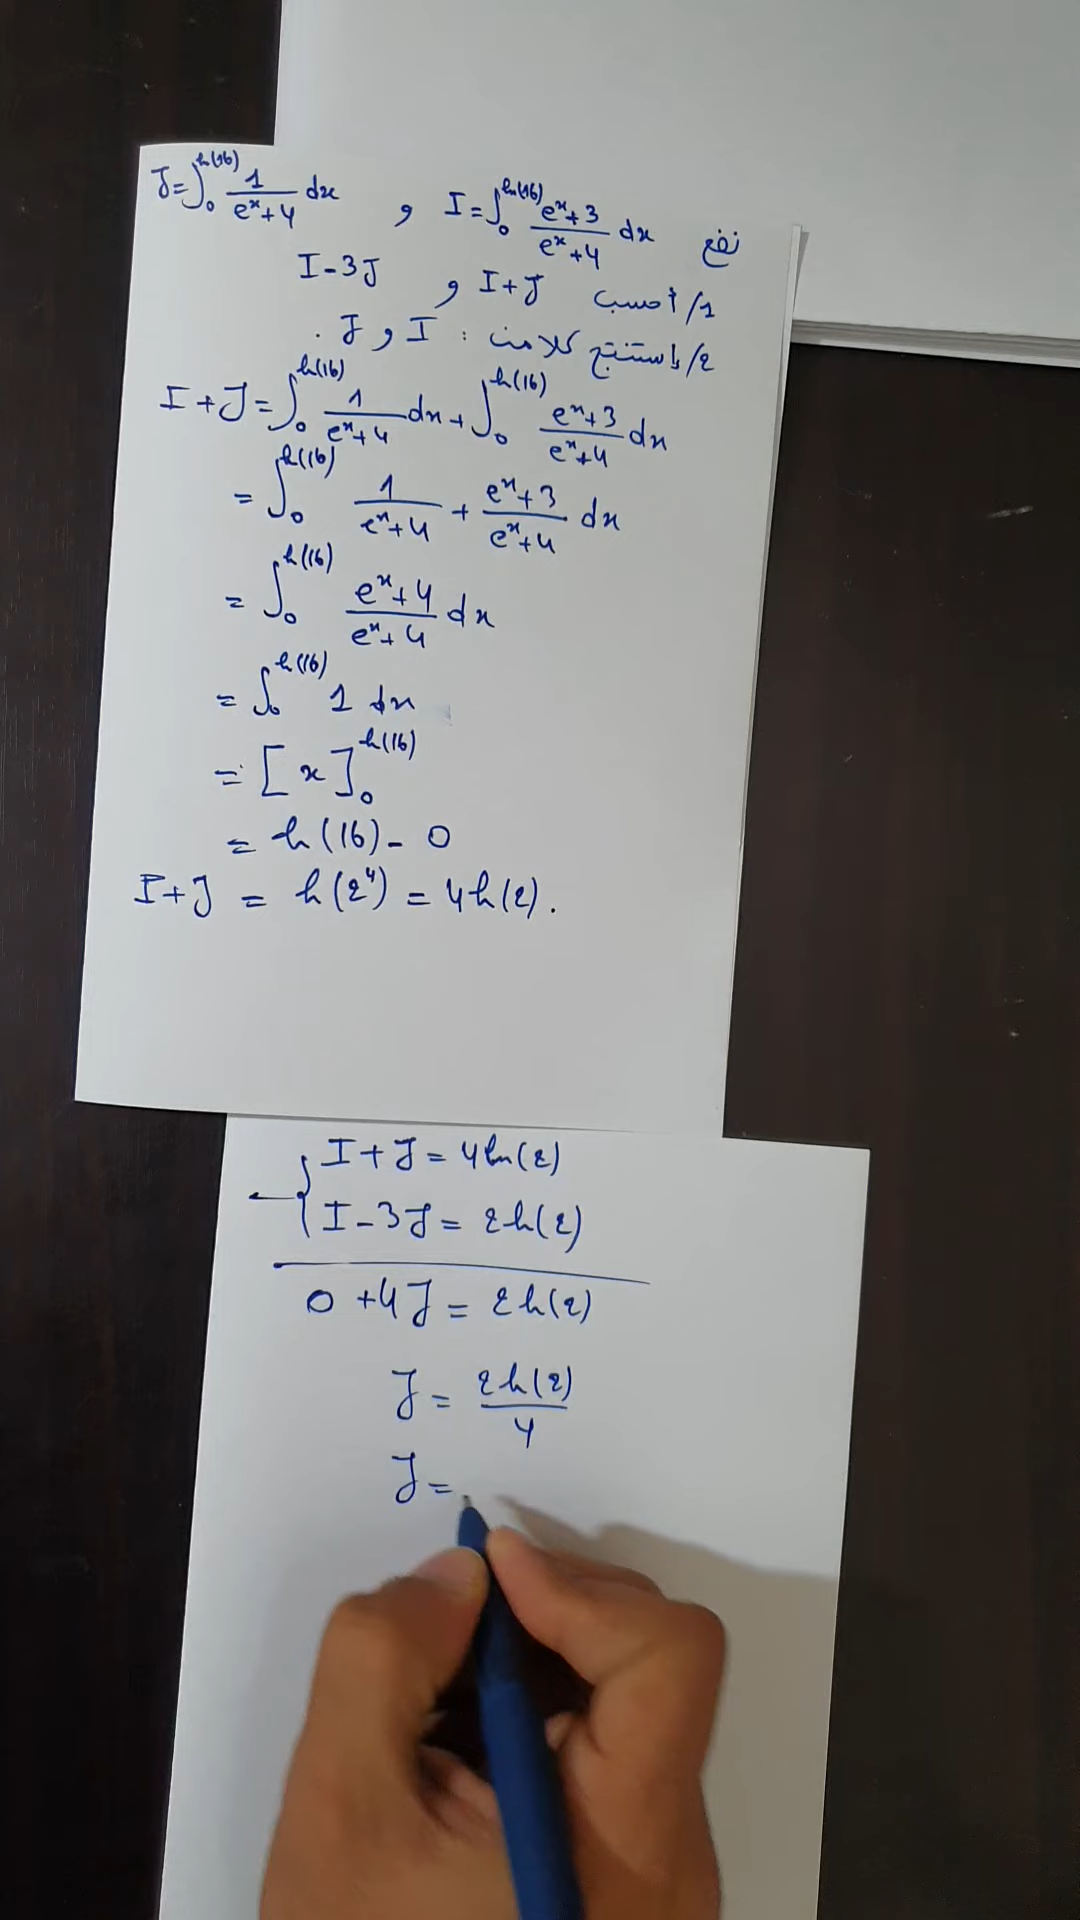 نضع I=∫₀^{ln(16)} (eˣ+3)/(eˣ+4) dx و J=∫₀^{ln(16)} 1/(eˣ+4) dx
1/ أحسب I+J و I-3J
2/ إستنتج كلا من : I و J .
I+J=∫₀^{ln(16)} 1/(eˣ+4) dx + ∫₀^{ln(16)} (eˣ+3)/(eˣ+4) dx
= ∫₀^{ln(16)} 1/(eˣ+4) + (eˣ+3)/(eˣ+4) dx
= ∫₀^{ln(16)} (eˣ+4)/(eˣ+4) dx
= ∫₀^{ln(16)} 1 dx
= [x]₀^{ln(16)}
= ln(16) - 0
I+J = ln(2⁴) = 4ln(2).
I+J = 4ln(2)
I-3J = 2ln(2)
0 +4J = 2ln(2)
J = 2ln(2)/4
J =